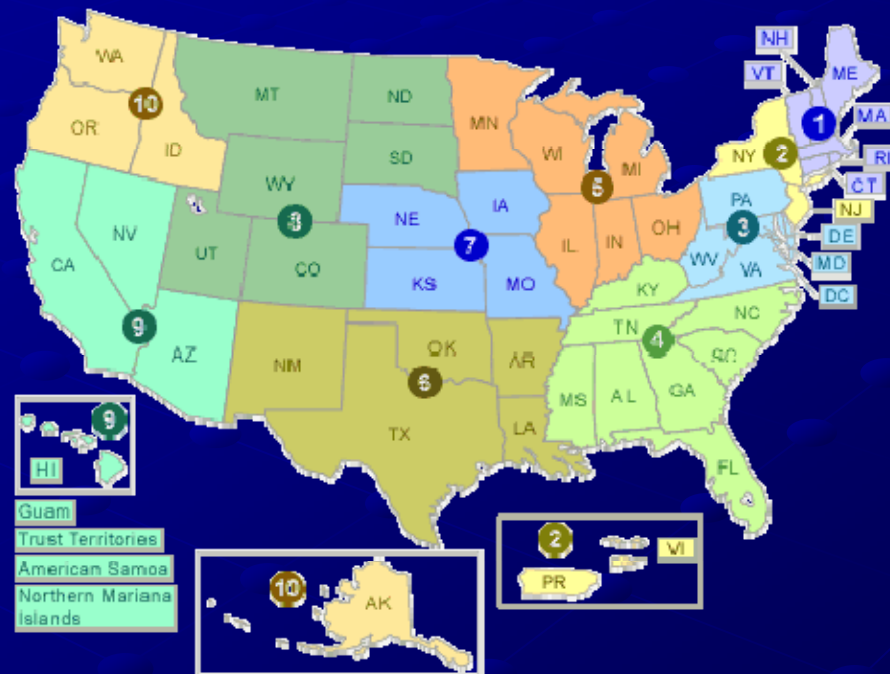 NH
WA
VT
ME
MT
ND
10
MN
1
MA
OR
ID
WI
MI
NY
2
RI
SD
CT
WY
5
PA
NJ
IA
NE
8
3
DE
NV
OH
7
IL
IN
WV
MD
CA
UT
CO
VA
KS
MO
DC
KY
NC
9
TN
4
OK
AZ
NM
AR
SC
6
MS
AL
GA
9
TX
LA
HI
FL
Guam
Trust Territories
2
VI
American Samoa
10
PR
Northern Mariana
Islands
AK